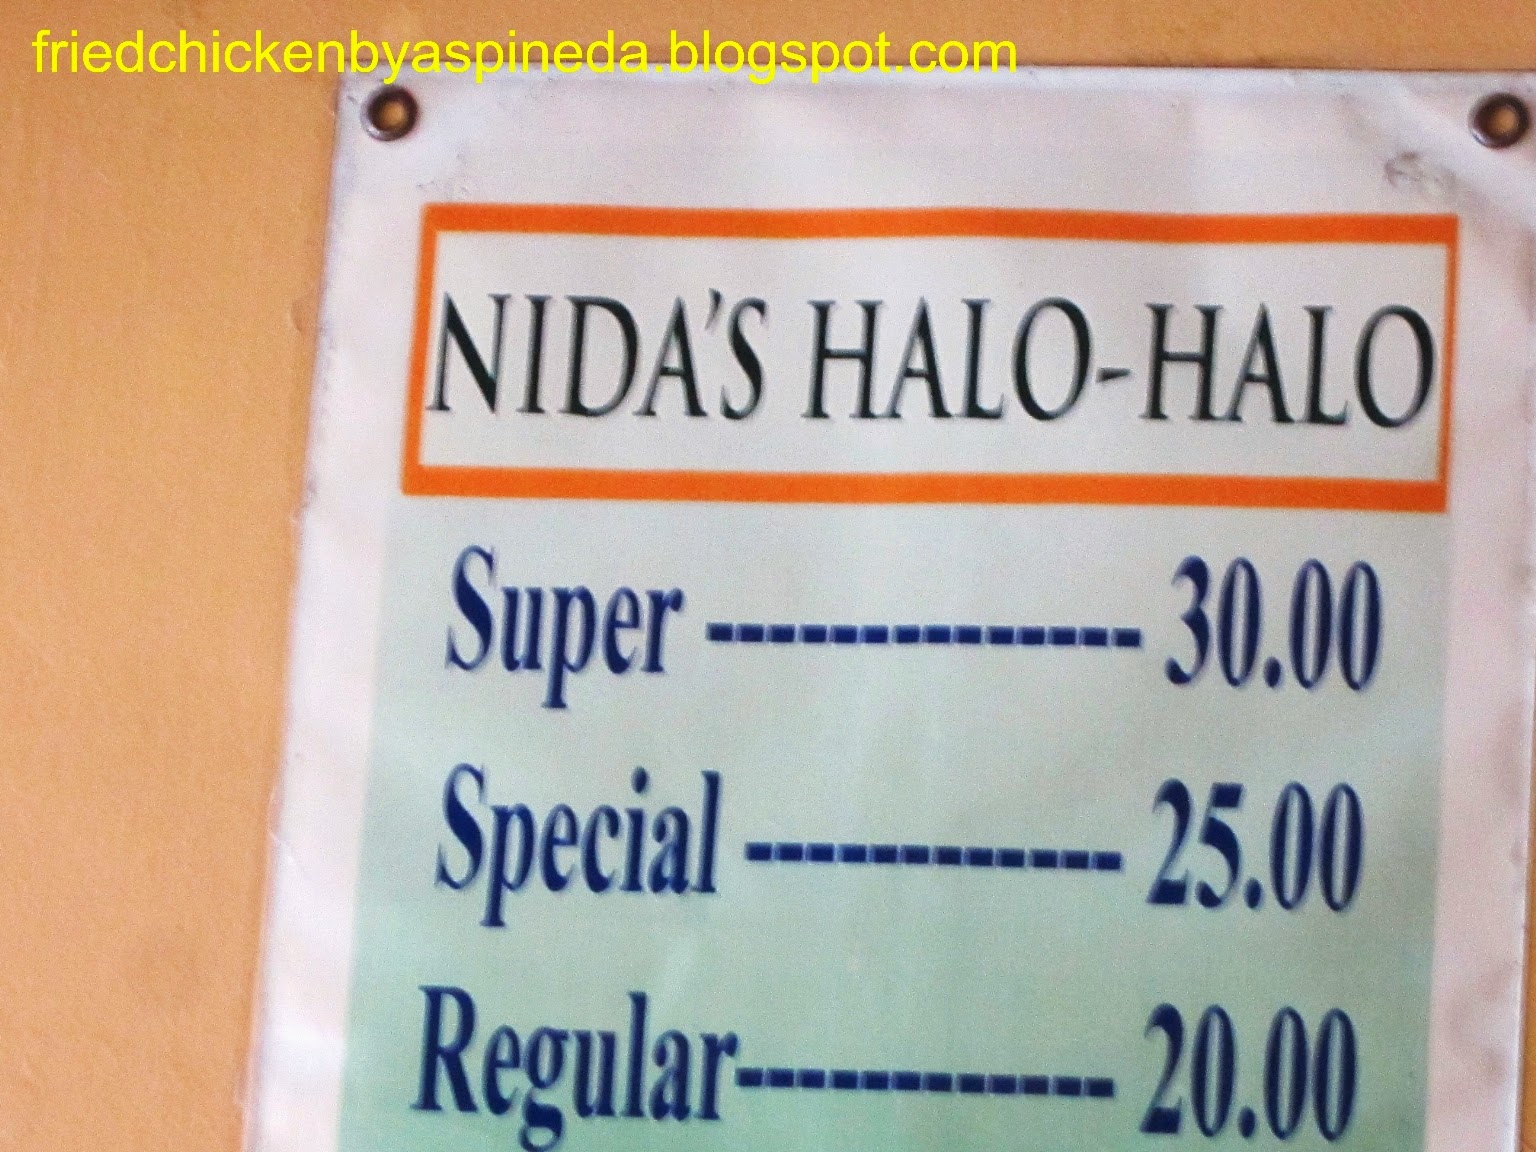 friedchickenbyaspineda.blogspot.com
NIDA'S HALO-HALO
Super -------------- 30.00
Special ------------ 25.00
Regular------------ 20.00